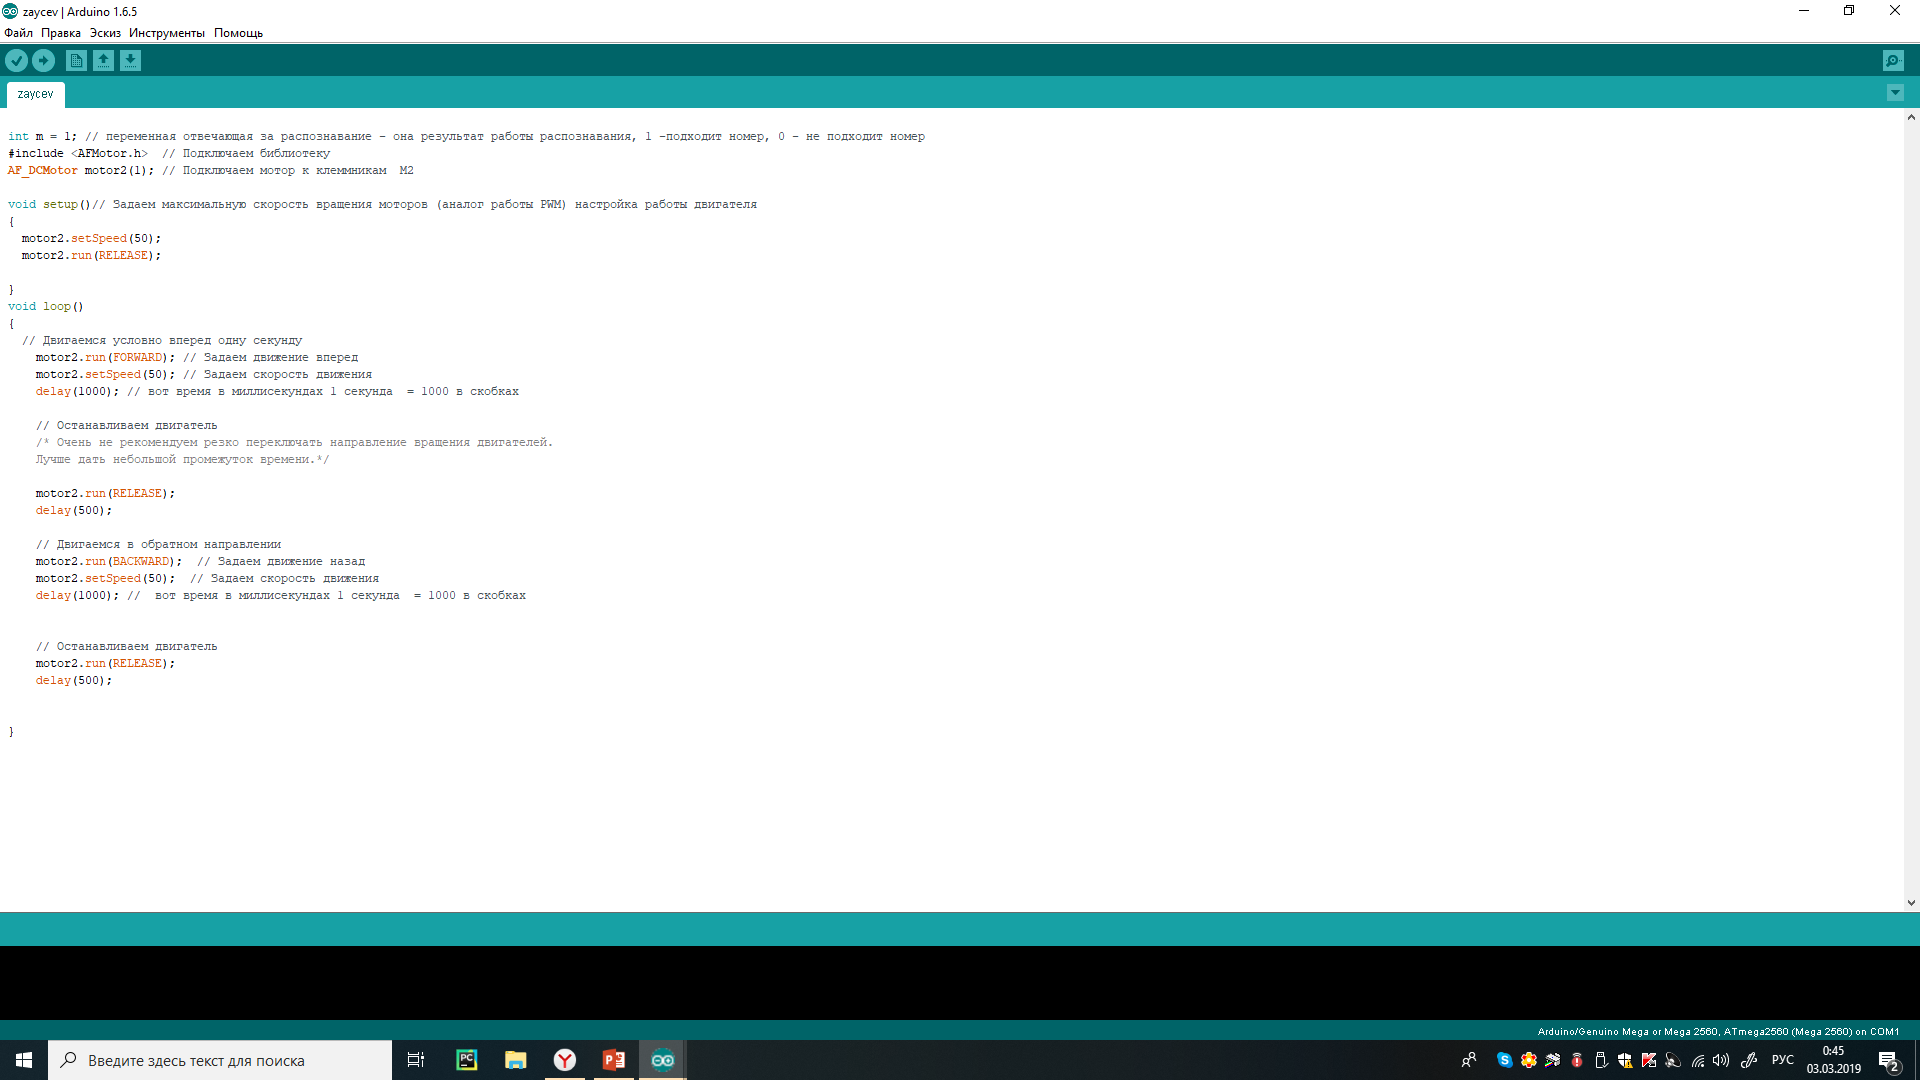 zaycev | Arduino 1.6.5
Файл Правка Эскиз Инструменты Помощь
zaycev
int m = 1; // переменная отвечающая за распознавание - она результат работы распознавания, 1 -подходит номер, 0 - не подходит номер
#include <AFMotor.h>  // Подключаем библиотеку
AF_DCMotor motor2(1); // Подключаем мотор к клеммникам  M2
void setup()// Задаем максимальную скорость вращения моторов (аналог работы PWM) настройка работы двигателя
{
  motor2.setSpeed(50);
  motor2.run(RELEASE);
}
void loop()
{
  // Двигаемся условно вперед одну секунду
    motor2.run(FORWARD); // Задаем движение вперед
    motor2.setSpeed(50); // Задаем скорость движения
    delay(1000); // вот время в миллисекундах 1 секунда  = 1000 в скобках
    // Останавливаем двигатель
    /* Очень не рекомендуем резко переключать направление вращения двигателей.
    Лучше дать небольшой промежуток времени.*/
    motor2.run(RELEASE);
    delay(500);
    // Двигаемся в обратном направлении
    motor2.run(BACKWARD);  // Задаем движение назад
    motor2.setSpeed(50);  // Задаем скорость движения
    delay(1000); //  вот время в миллисекундах 1 секунда  = 1000 в скобках
    // Останавливаем двигатель
    motor2.run(RELEASE);
    delay(500);
}
Arduino/Genuino Mega or Mega 2560, ATmega2560 (Mega 2560) on COM1
Введите здесь текст для поиска
PC
РУС
0:45
03.03.2019
2